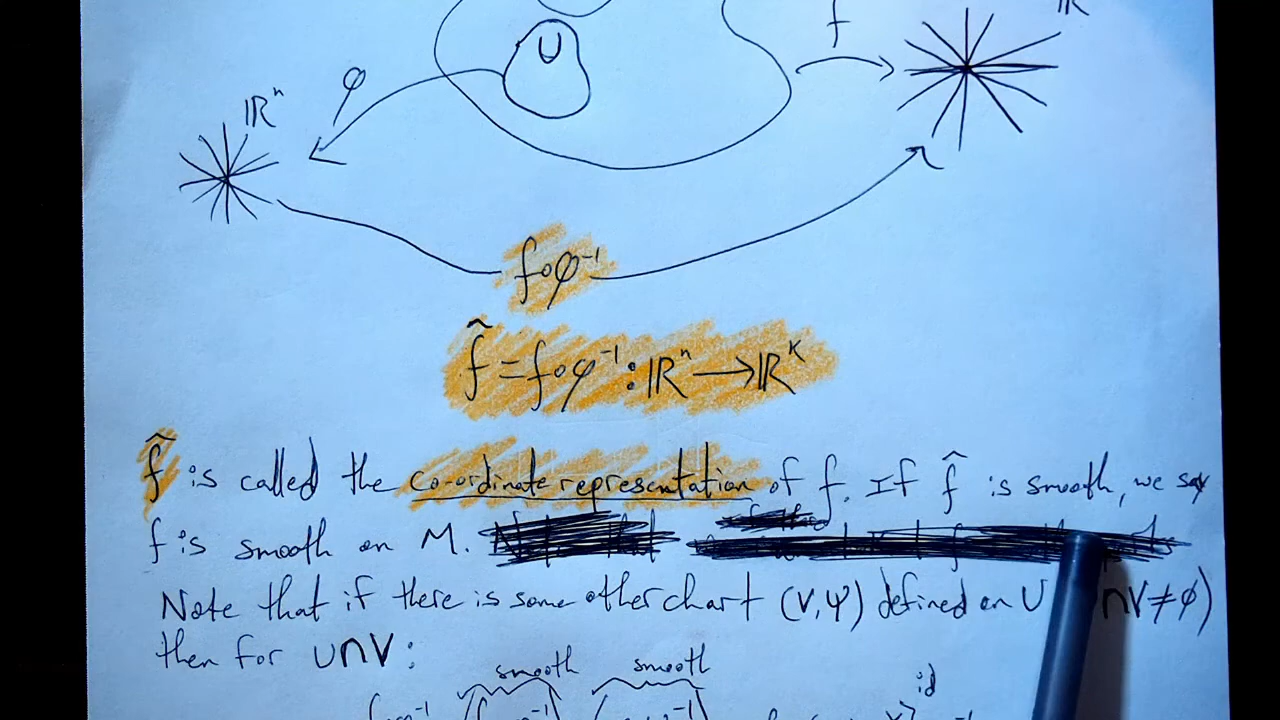 U
f
φ
ℝⁿ
f∘φ⁻¹
f̂ = f∘φ⁻¹ : ℝⁿ → ℝᴷ
f̂ is called the co-ordinate representation of f. If f̂ is smooth, we say
f is smooth on M.
Note that if there is some other chart (V, ψ) defined on U ∩V≠ϕ)
then for U∩V:
smooth smooth
id